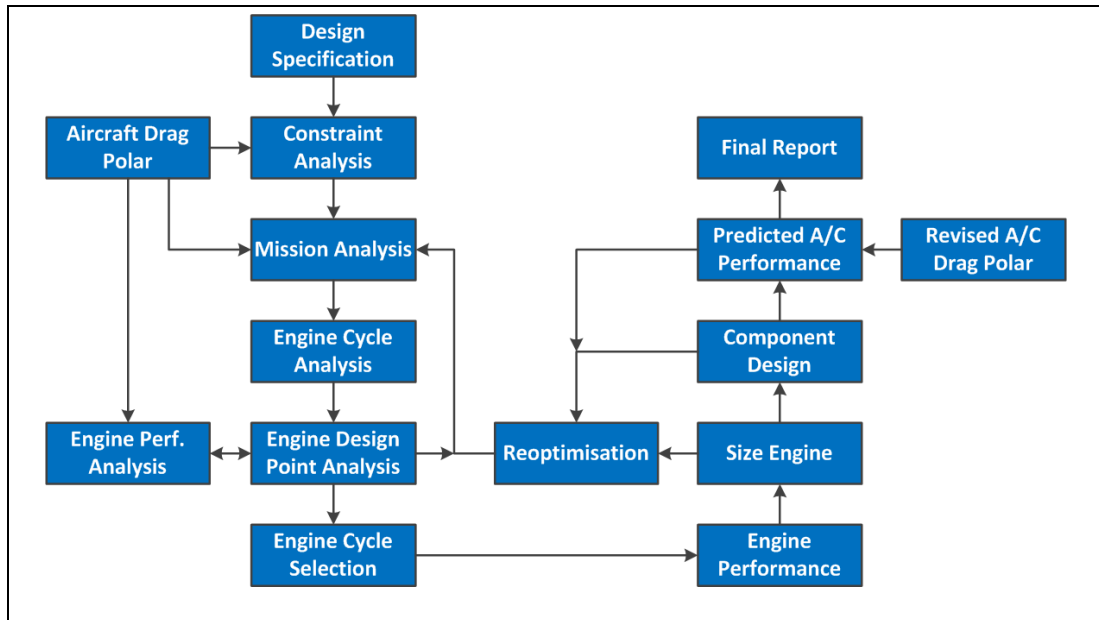 Design
Specification
Aircraft Drag
Polar
Constraint
Analysis
Final Report
Mission Analysis
Predicted A/C
Performance
Revised A/C
Drag Polar
Engine Cycle
Analysis
Component
Design
Engine Perf.
Analysis
Engine Design
Point Analysis
Reoptimisation
Size Engine
Engine Cycle
Selection
Engine
Performance